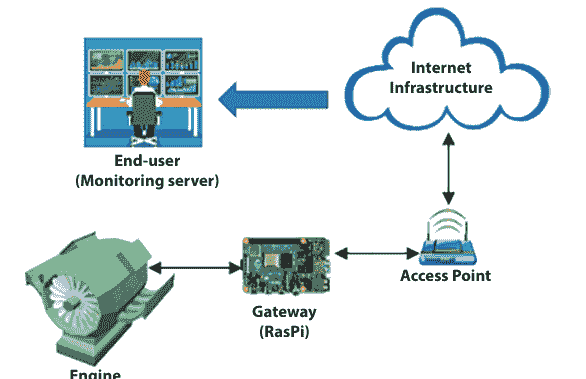 Internet
Infrastructure
End-user
(Monitoring server)
Access Point
Gateway
(RasPi)
Engine